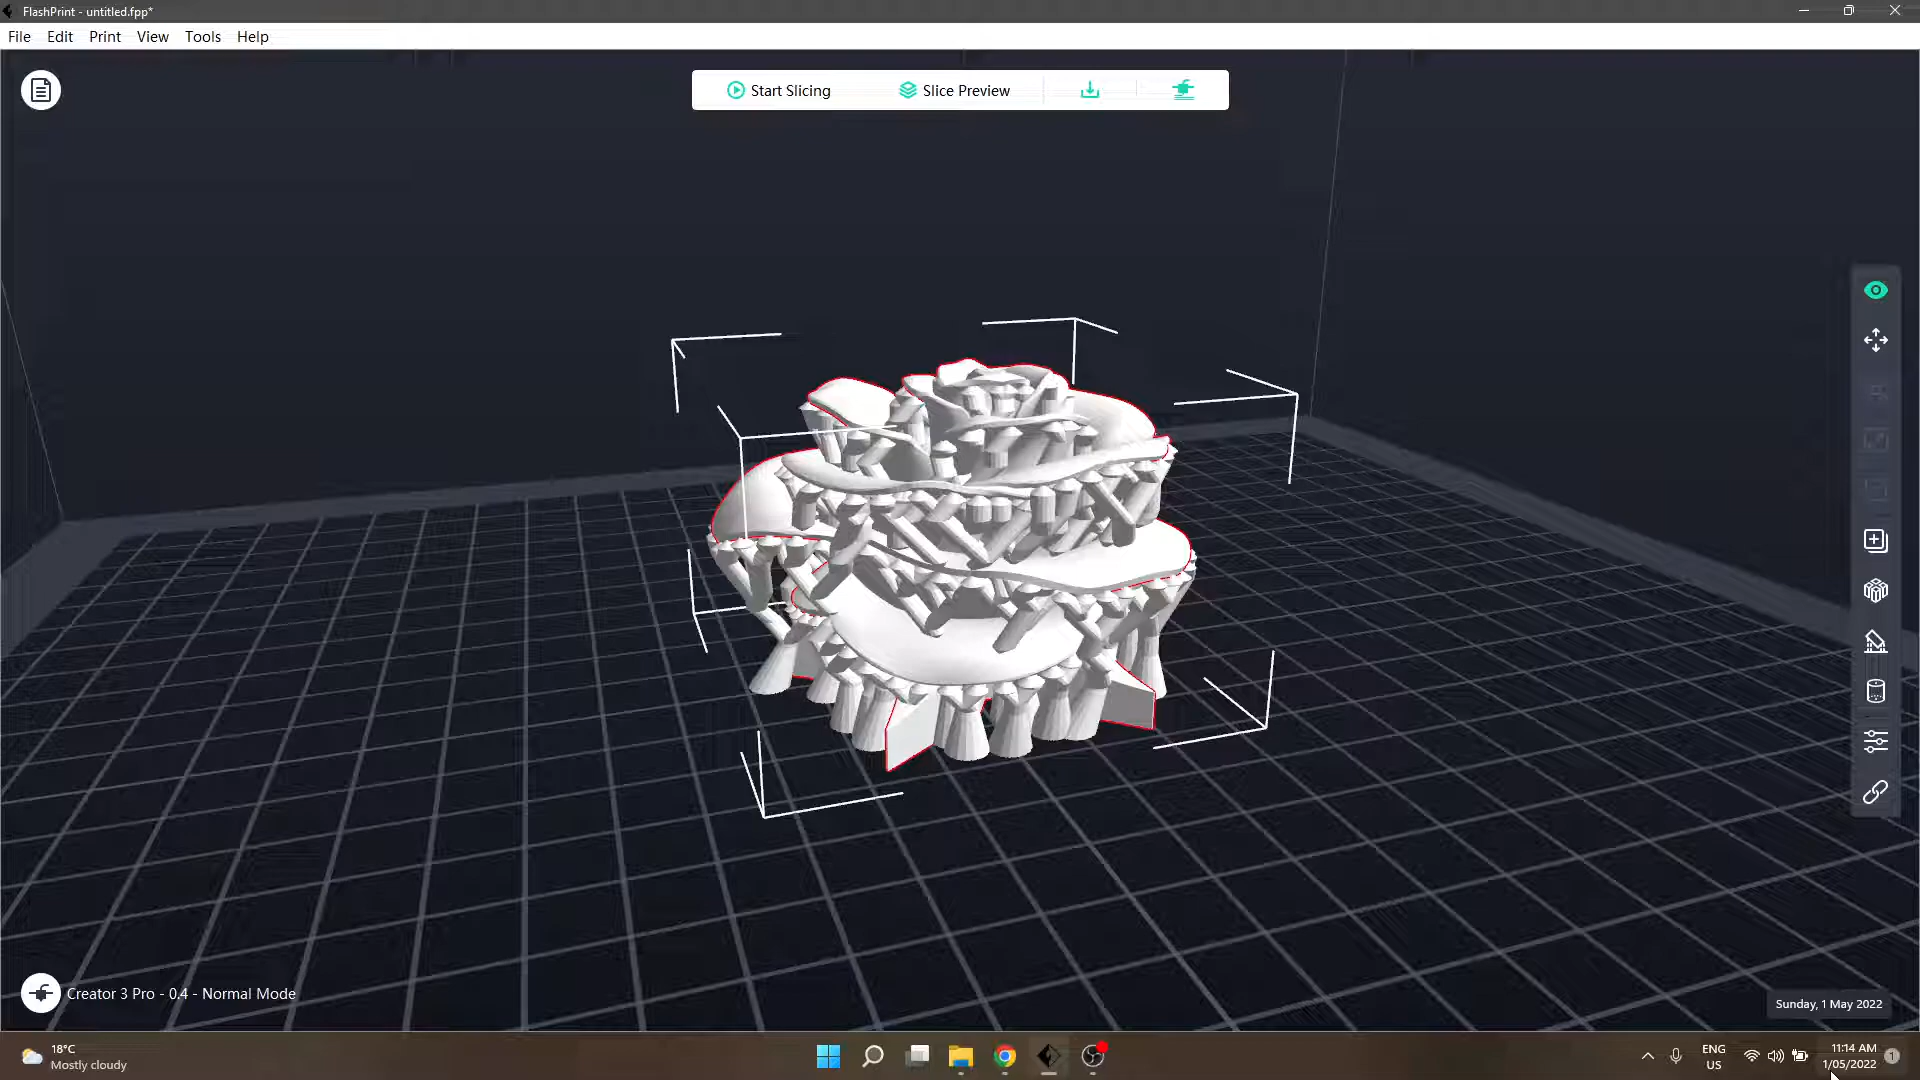 FlashPrint - untitled.fpp*
File Edit Print View Tools Help
Start Slicing Slice Preview
Creator 3 Pro - 0.4 - Normal Mode
Sunday, 1 May 2022
18°C
Mostly cloudy
ENG
US
11:14 AM
1/05/2022
1